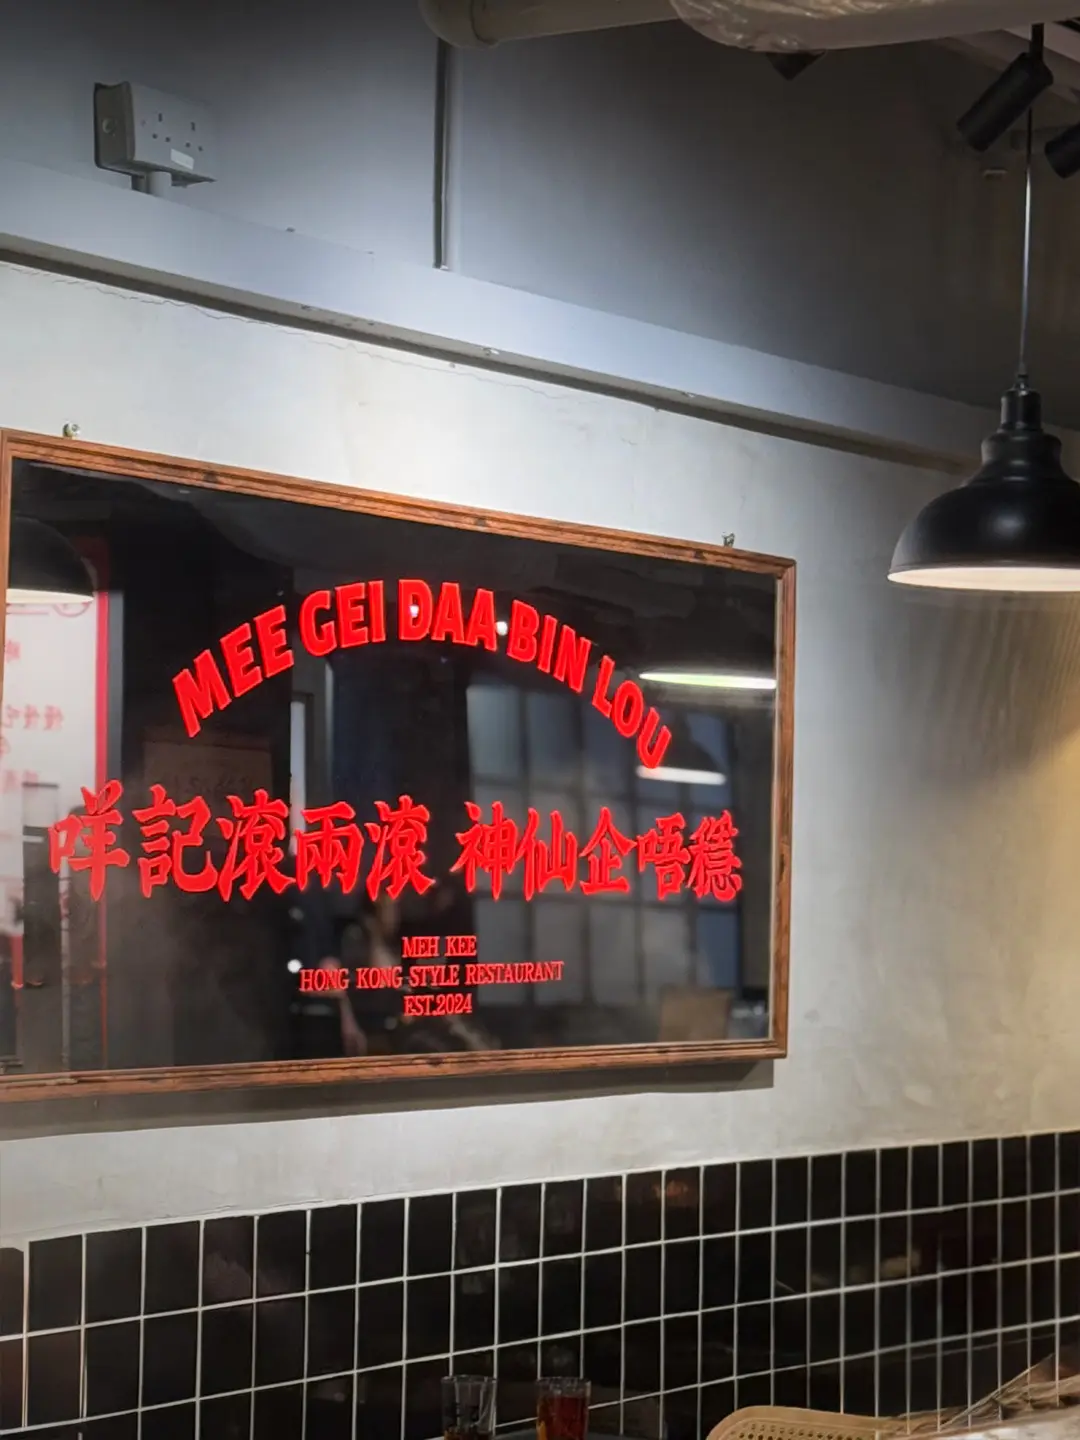 MEE GEI DAA BIN LOU
咩記滾兩滾 神仙企唔穩
MEH KEE
HONG KONG STYLE RESTAURANT
EST.2024